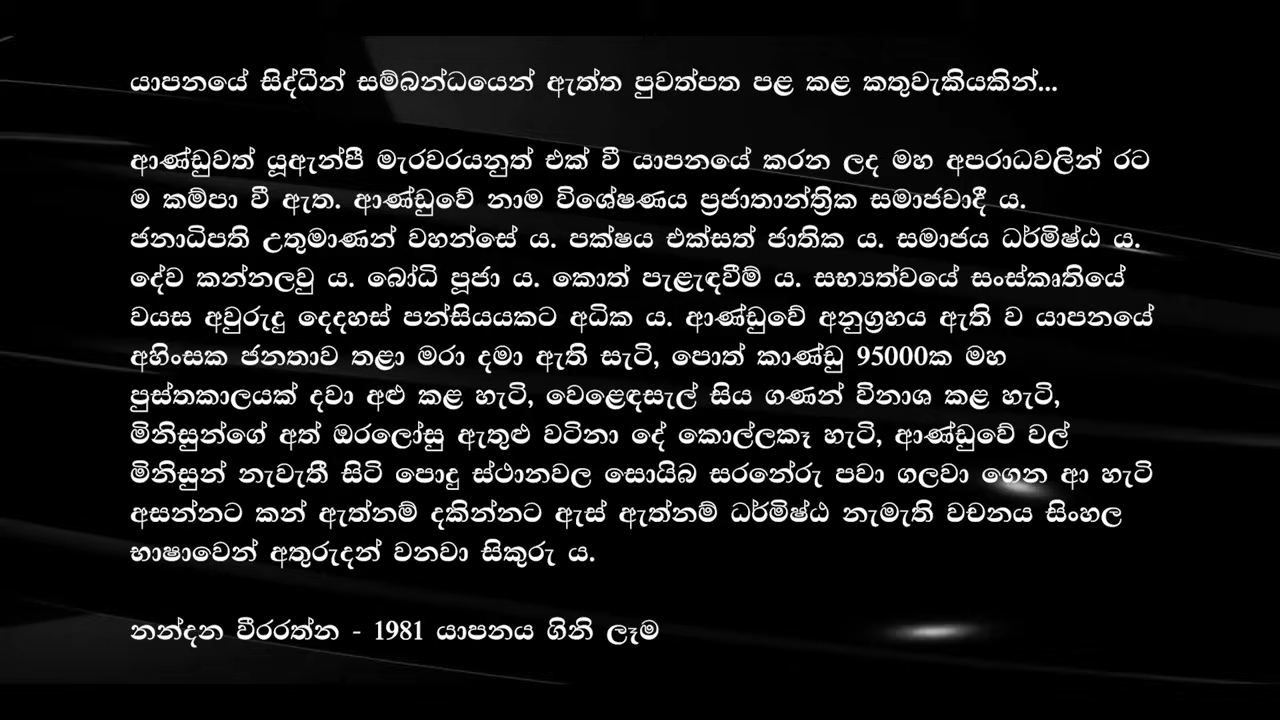 යාපනයේ සිද්ධීන් සම්බන්ධයෙන් ඇත්ත පුවත්පත පළ කළ කතුවැකියකින්...
ආණ්ඩුවත් යූඇන්පී මැරවරයනුත් එක් වී යාපනයේ කරන ලද මහ අපරාධවලින් රට
ම කම්පා වී ඇත. ආණ්ඩුවේ නාම විශේෂණය ප්‍රජාතාන්ත්‍රික සමාජවාදී ය.
ජනාධිපති උතුමාණන් වහන්සේ ය. පක්ෂය එක්සත් ජාතික ය. සමාජය ධර්මිෂ්ඨ ය.
දේව කන්නලවු ය. බෝධි පූජා ය. කොත් පැළැඳවීම් ය. සභ්‍යත්වයේ සංස්කෘතියේ
වයස අවුරුදු දෙදහස් පන්සියයකට අධික ය. ආණ්ඩුවේ අනුග්‍රහය ඇති ව යාපනයේ
අහිංසක ජනතාව තළා මරා දමා ඇති සැටි, පොත් කාණ්ඩු 95000ක මහ
පුස්තකාලයක් දවා අළු කළ හැටි, වෙළෙඳසැල් සිය ගණන් විනාශ කළ හැටි,
මිනිසුන්ගේ අත් ඔරලෝසු ඇතුළු වටිනා දේ කොල්ලකෑ හැටි, ආණ්ඩුවේ වල්
මිනිසුන් නැවැතී සිටි පොදු ස්ථානවල සොයිබ සරනේරු පවා ගලවා ගෙන ආ හැටි
අසන්නට කන් ඇත්නම් දකින්නට ඇස් ඇත්නම් ධර්මිෂ්ඨ නැමැති වචනය සිංහල
භාෂාවෙන් අතුරුදන් වනවා සිකුරු ය.
නන්දන වීරරත්න - 1981 යාපනය ගිනි ලෑම